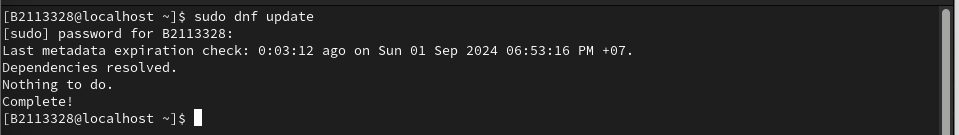 [B2113328@localhost ~]$ sudo dnf update
[sudo] password for B2113328:
Last metadata expiration check: 0:03:12 ago on Sun 01 Sep 2024 06:53:16 PM +07.
Dependencies resolved.
Nothing to do.
Complete!
[B2113328@localhost ~]$